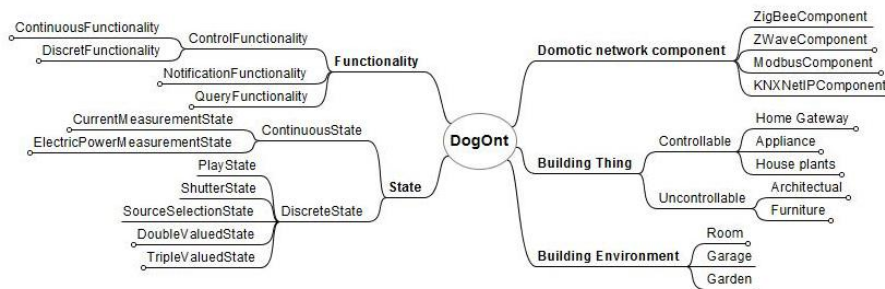 ContinuousFunctionality
DiscretFunctionality
ControlFunctionality
NotificationFunctionality
QueryFunctionality
Functionality
CurrentMeasurementState
ElectricPowerMeasurementState
ContinuousState
PlayState
ShutterState
SourceSelectionState
DoubleValuedState
TripleValuedState
DiscreteState
State
DogOnt
Domotic network component
ZigBeeComponent
ZWaveComponent
ModbusComponent
KNXNetIPComponent
Building Thing
Controllable
Home Gateway
Appliance
House plants
Uncontrollable
Architectual
Furniture
Building Environment
Room
Garage
Garden